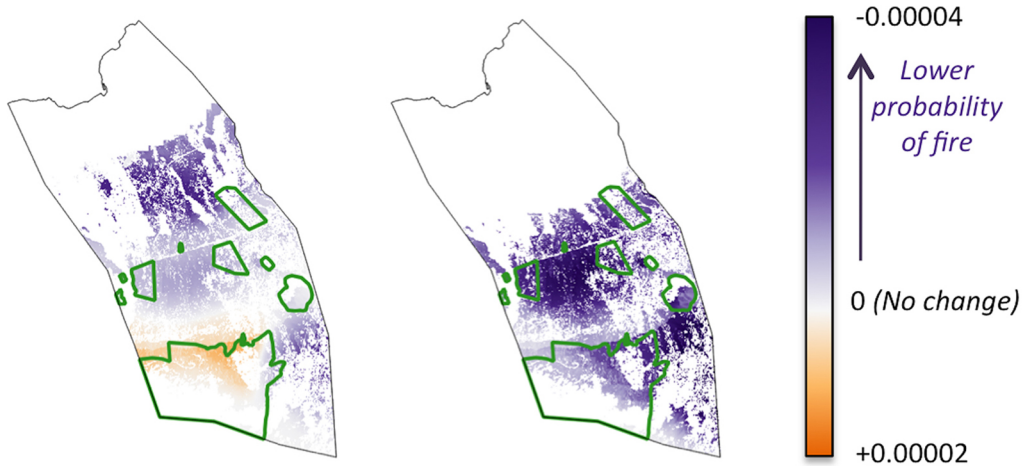 -0.00004
Lower
probability
of fire
0 (No change)
+0.00002